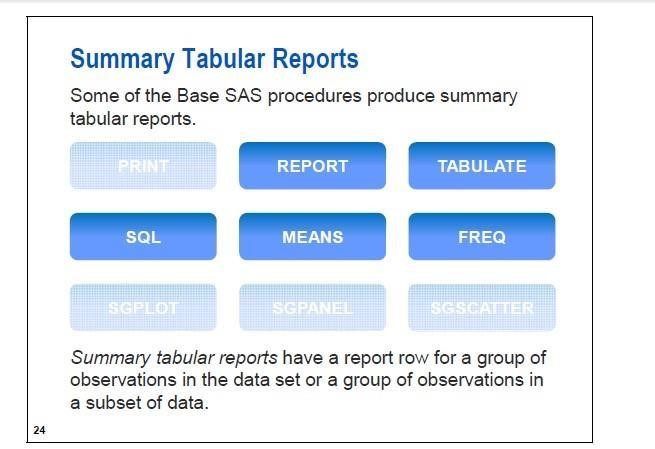 Summary Tabular Reports
Some of the Base SAS procedures produce summary
tabular reports.
PRINT
REPORT
TABULATE
SQL
MEANS
FREQ
SGPLOT
SGPANEL
SGSCATTER
Summary tabular reports have a report row for a group of
observations in the data set or a group of observations in
a subset of data.
24